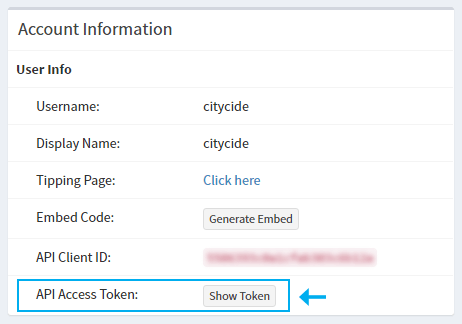 Account Information
User Info
Username: citycide
Display Name: citycide
Tipping Page: Click here
Embed Code: Generate Embed
API Client ID:
API Access Token: Show Token